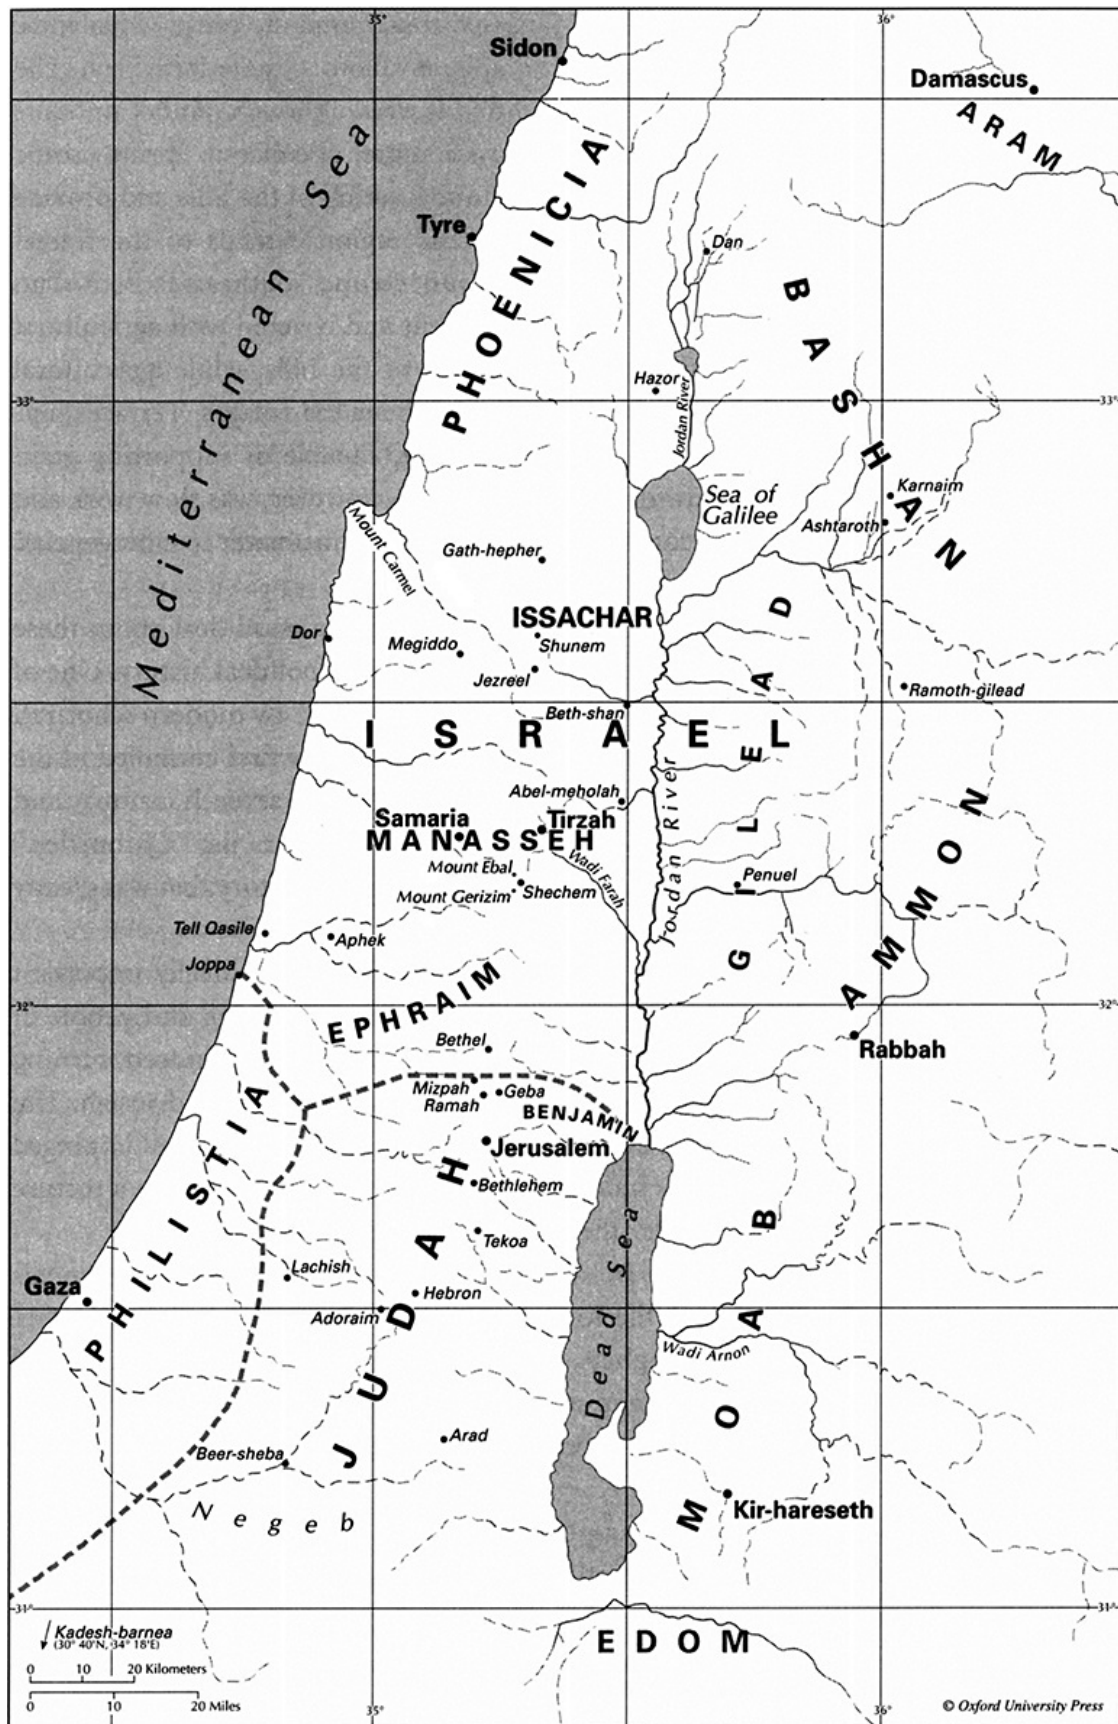 35°
36°
Sidon
Damascus
ARAM
Mediterranean Sea
PHOENICIA
Tyre
Dan
BASHAN
Hazor
Jordan River
33°
33°
Karnaim
Sea of
Galilee
Ashtaroth
Mount Carmel
Gath-hepher
ISSACHAR
Dor
Shunem
Megiddo
Jezreel
Ramoth-gilead
Beth-shan
ISRAEL
GILEAD
Abel-meholah
Samaria
Tirzah
MANASSEH
Jordan River
Mount Ebal
Wadi Farah
Penuel
Mount Gerizim
Shechem
AMMON
Tell Qasile
Aphek
Joppa
32°
32°
EPHRAIM
Bethel
Rabbah
Mizpah
Geba
Ramah
BENJAMIN
PHILISTIA
Jerusalem
Bethlehem
JUDAH
Tekoa
Dead Sea
MOAB
Lachish
Gaza
Hebron
Adoraim
Wadi Arnon
Arad
Beer-sheba
Negeb
Kir-hareseth
31°
31°
Kadesh-barnea
(30° 40'N, 34° 18'E)
EDOM
0 10 20 Kilometers
0 10 20 Miles
35°
36°
© Oxford University Press